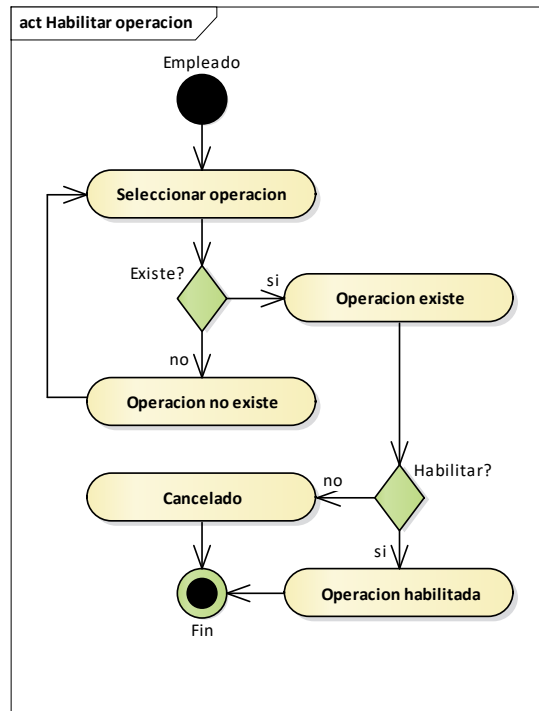 act Habilitar operacion
Empleado
Seleccionar operacion
Existe?
si
Operacion existe
no
Operacion no existe
Habilitar?
no
Cancelado
si
Operacion habilitada
Fin